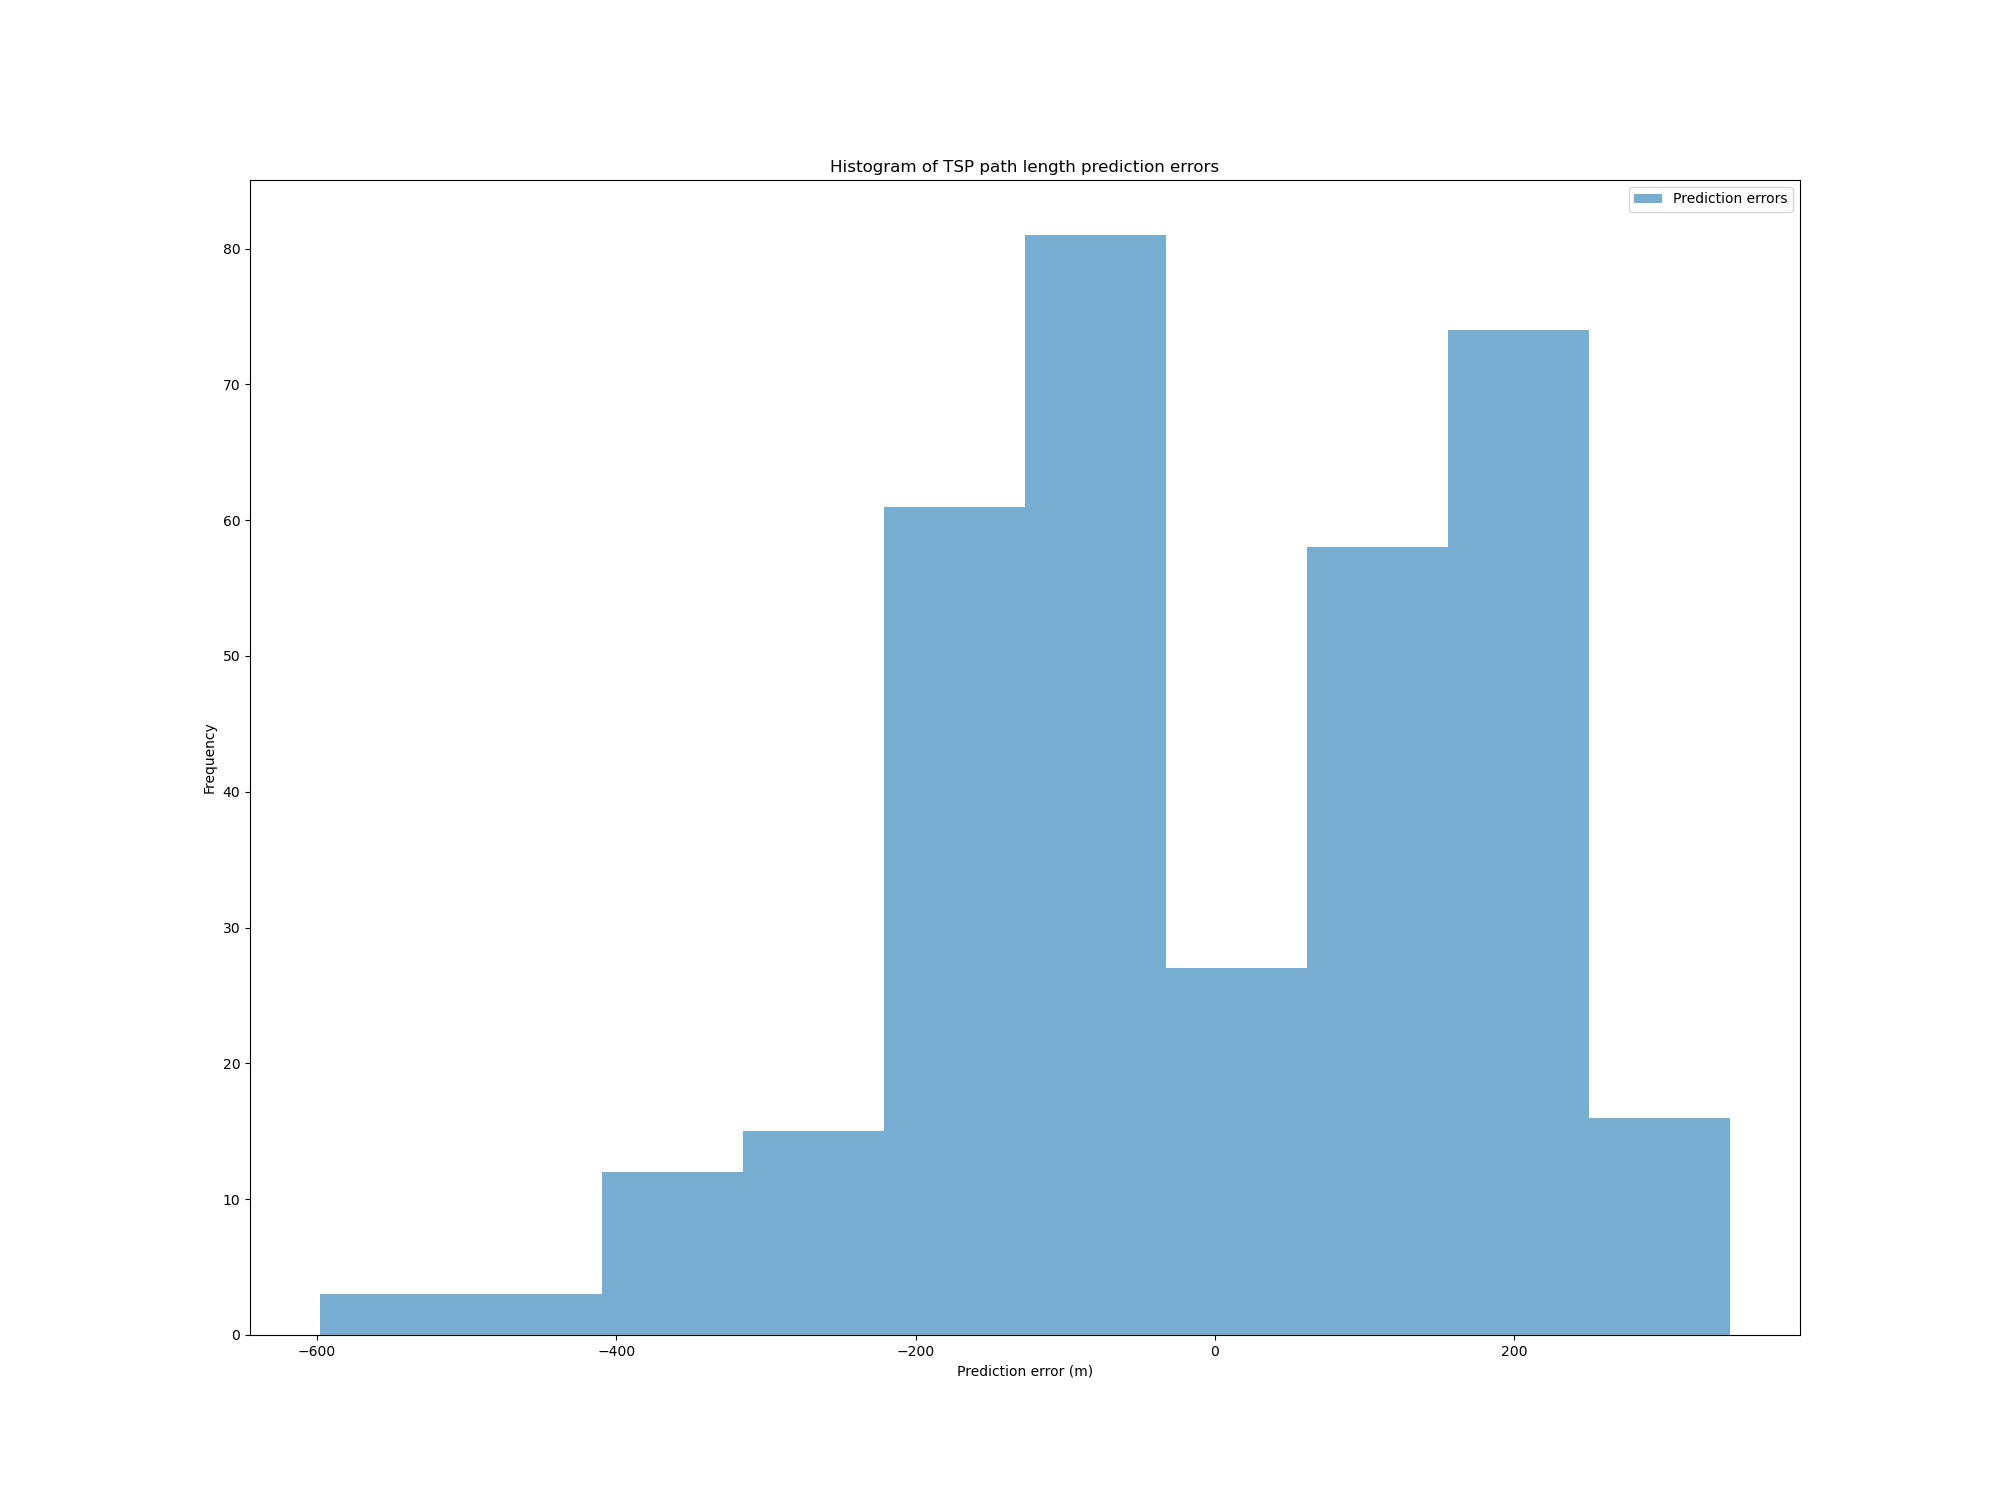 Histogram of TSP path length prediction errors
Prediction errors
80
70
60
50
40
30
20
10
0
Frequency
−600 −400 −200 0 200
Prediction error (m)